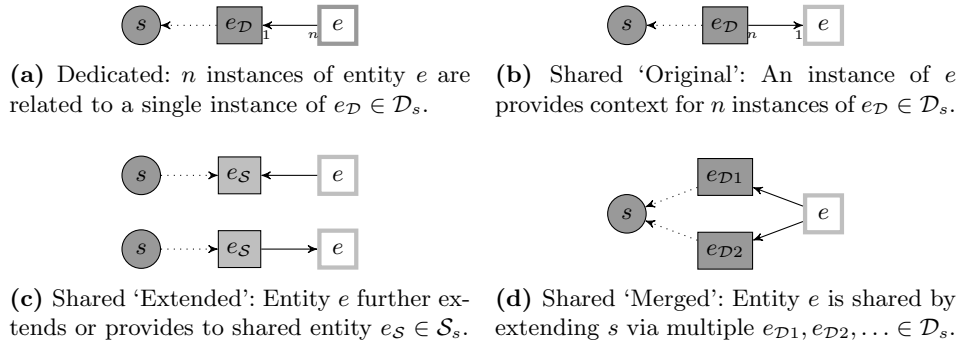 s e𝒟 1 n e
(a) Dedicated: n instances of entity e are
related to a single instance of e𝒟 ∈ 𝒟s.
s e𝒟 n 1 e
(b) Shared ‘Original’: An instance of e
provides context for n instances of e𝒟 ∈ 𝒟s.
s e𝒮 e
s e𝒮 e
(c) Shared ‘Extended’: Entity e further ex-
tends or provides to shared entity e𝒮 ∈ 𝒮s.
e𝒟1
s e
e𝒟2
(d) Shared ‘Merged’: Entity e is shared by
extending s via multiple e𝒟1, e𝒟2, … ∈ 𝒟s.